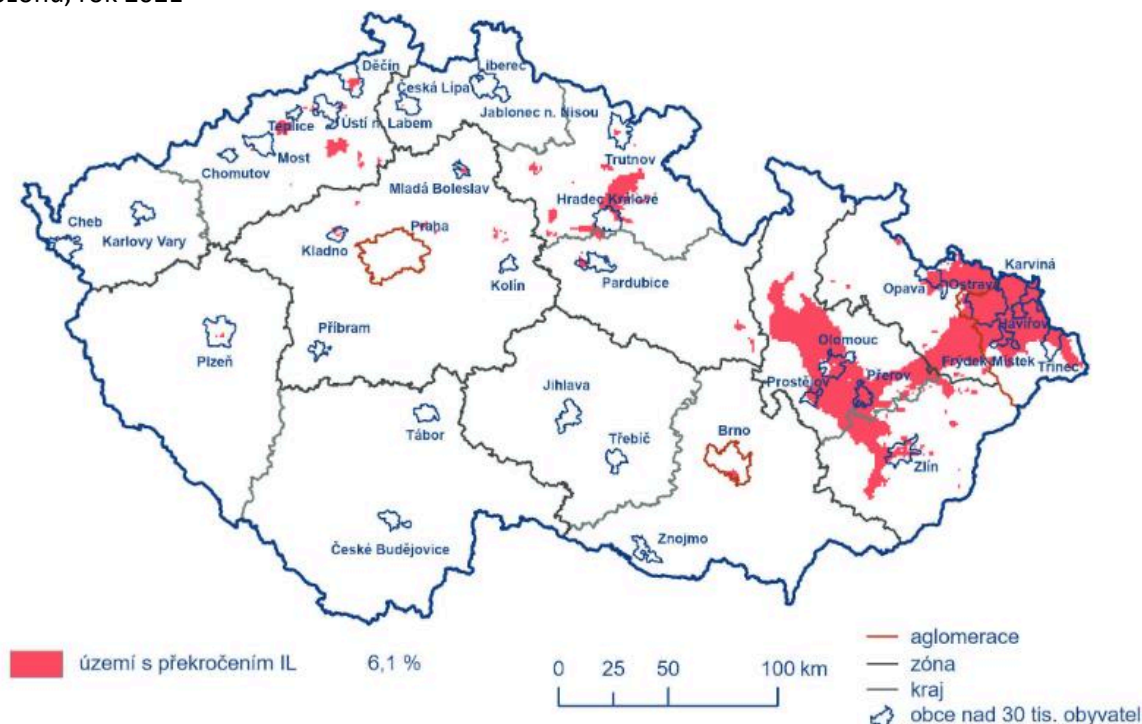 ozonu, rok 2021
Děčín
Liberec
Česká Lípa
Jablonec n. Nisou
Teplice
Ústí n. Labem
Trutnov
Most
Chomutov
Mladá Boleslav
Hradec Králové
Cheb
Karlovy Vary
Praha
Kladno
Kolín
Pardubice
Karviná
Opava
Ostrava
Havířov
Příbram
Plzeň
Olomouc
Frýdek Místek
Třinec
Prostějov
Přerov
Jihlava
Tábor
Třebíč
Brno
Zlín
České Budějovice
Znojmo
území s překročením IL 6,1 %
0 25 50 100 km
aglomerace
zóna
kraj
obce nad 30 tis. obyvatel